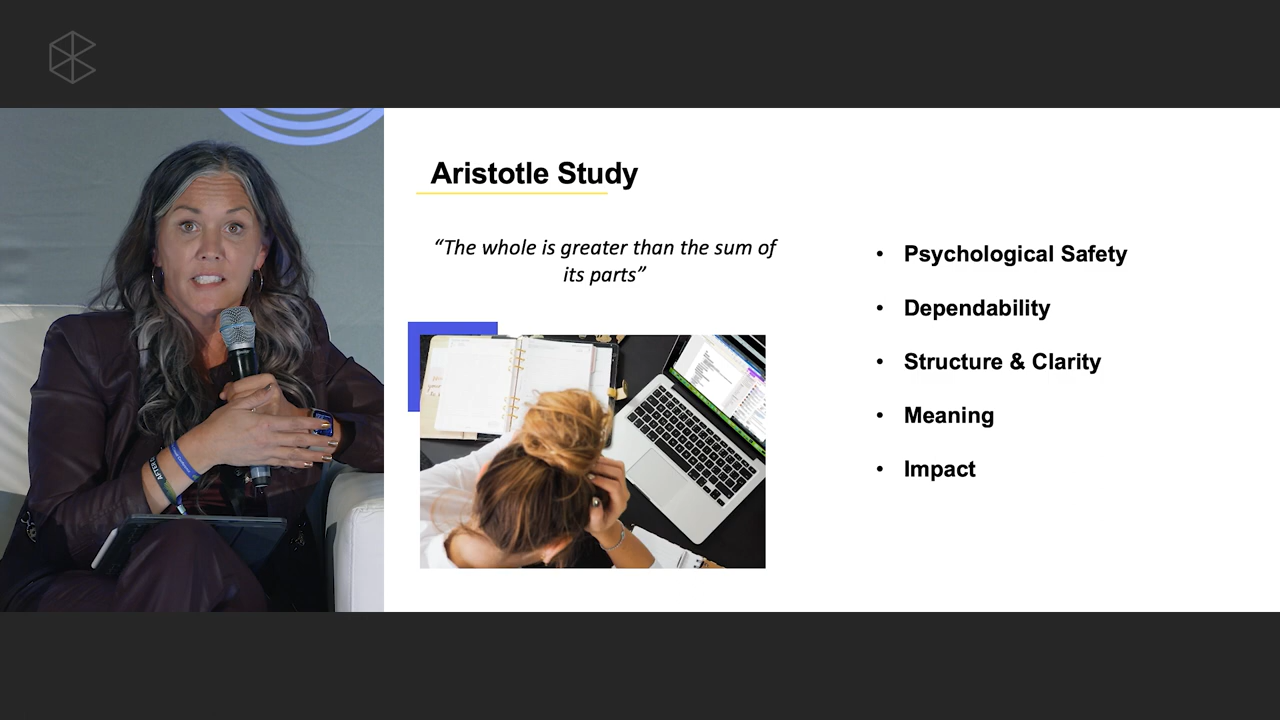 Aristotle Study
“The whole is greater than the sum of
its parts”
• Psychological Safety
• Dependability
• Structure & Clarity
• Meaning
• Impact